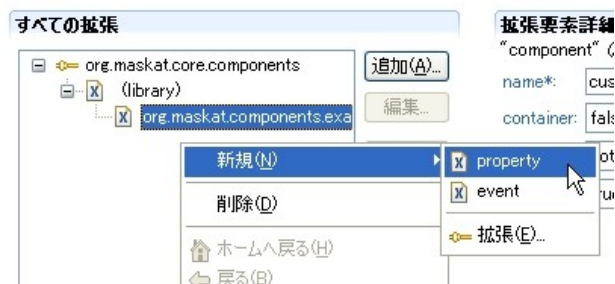 すべての拡張
拡張要素詳細
"component" (
org.maskat.core.components
追加(A)...
name*:
cus
(library)
編集...
org.maskat.components.exa
container:
fals
新規(N)
property
event
削除(D)
拡張(E)...
ホームへ戻る(H)
戻る(B)